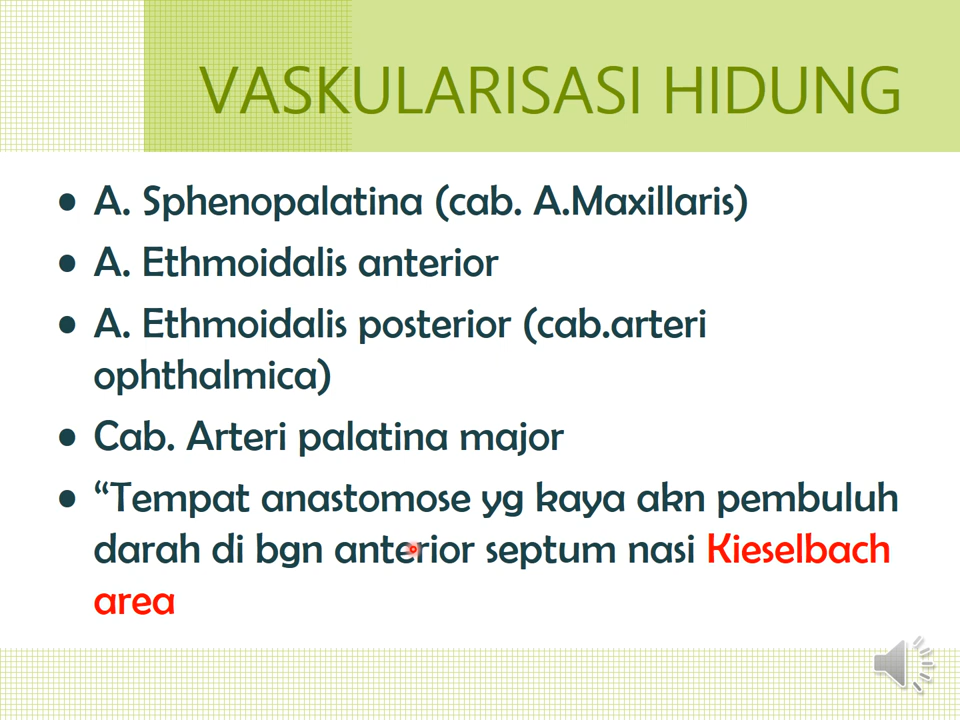 VASKULARISASI HIDUNG
• A. Sphenopalatina (cab. A.Maxillaris)
• A. Ethmoidalis anterior
• A. Ethmoidalis posterior (cab.arteri
ophthalmica)
• Cab. Arteri palatina major
• “Tempat anastomose yg kaya akn pembuluh
darah di bgn anterior septum nasi Kieselbach
area